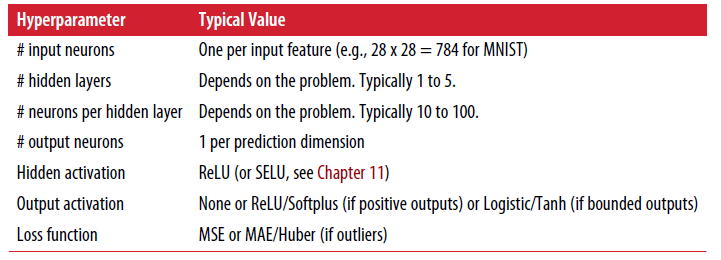 Hyperparameter Typical Value
# input neurons One per input feature (e.g., 28 x 28 = 784 for MNIST)
# hidden layers Depends on the problem. Typically 1 to 5.
# neurons per hidden layer Depends on the problem. Typically 10 to 100.
# output neurons 1 per prediction dimension
Hidden activation ReLU (or SELU, see Chapter 11)
Output activation None or ReLU/Softplus (if positive outputs) or Logistic/Tanh (if bounded outputs)
Loss function MSE or MAE/Huber (if outliers)